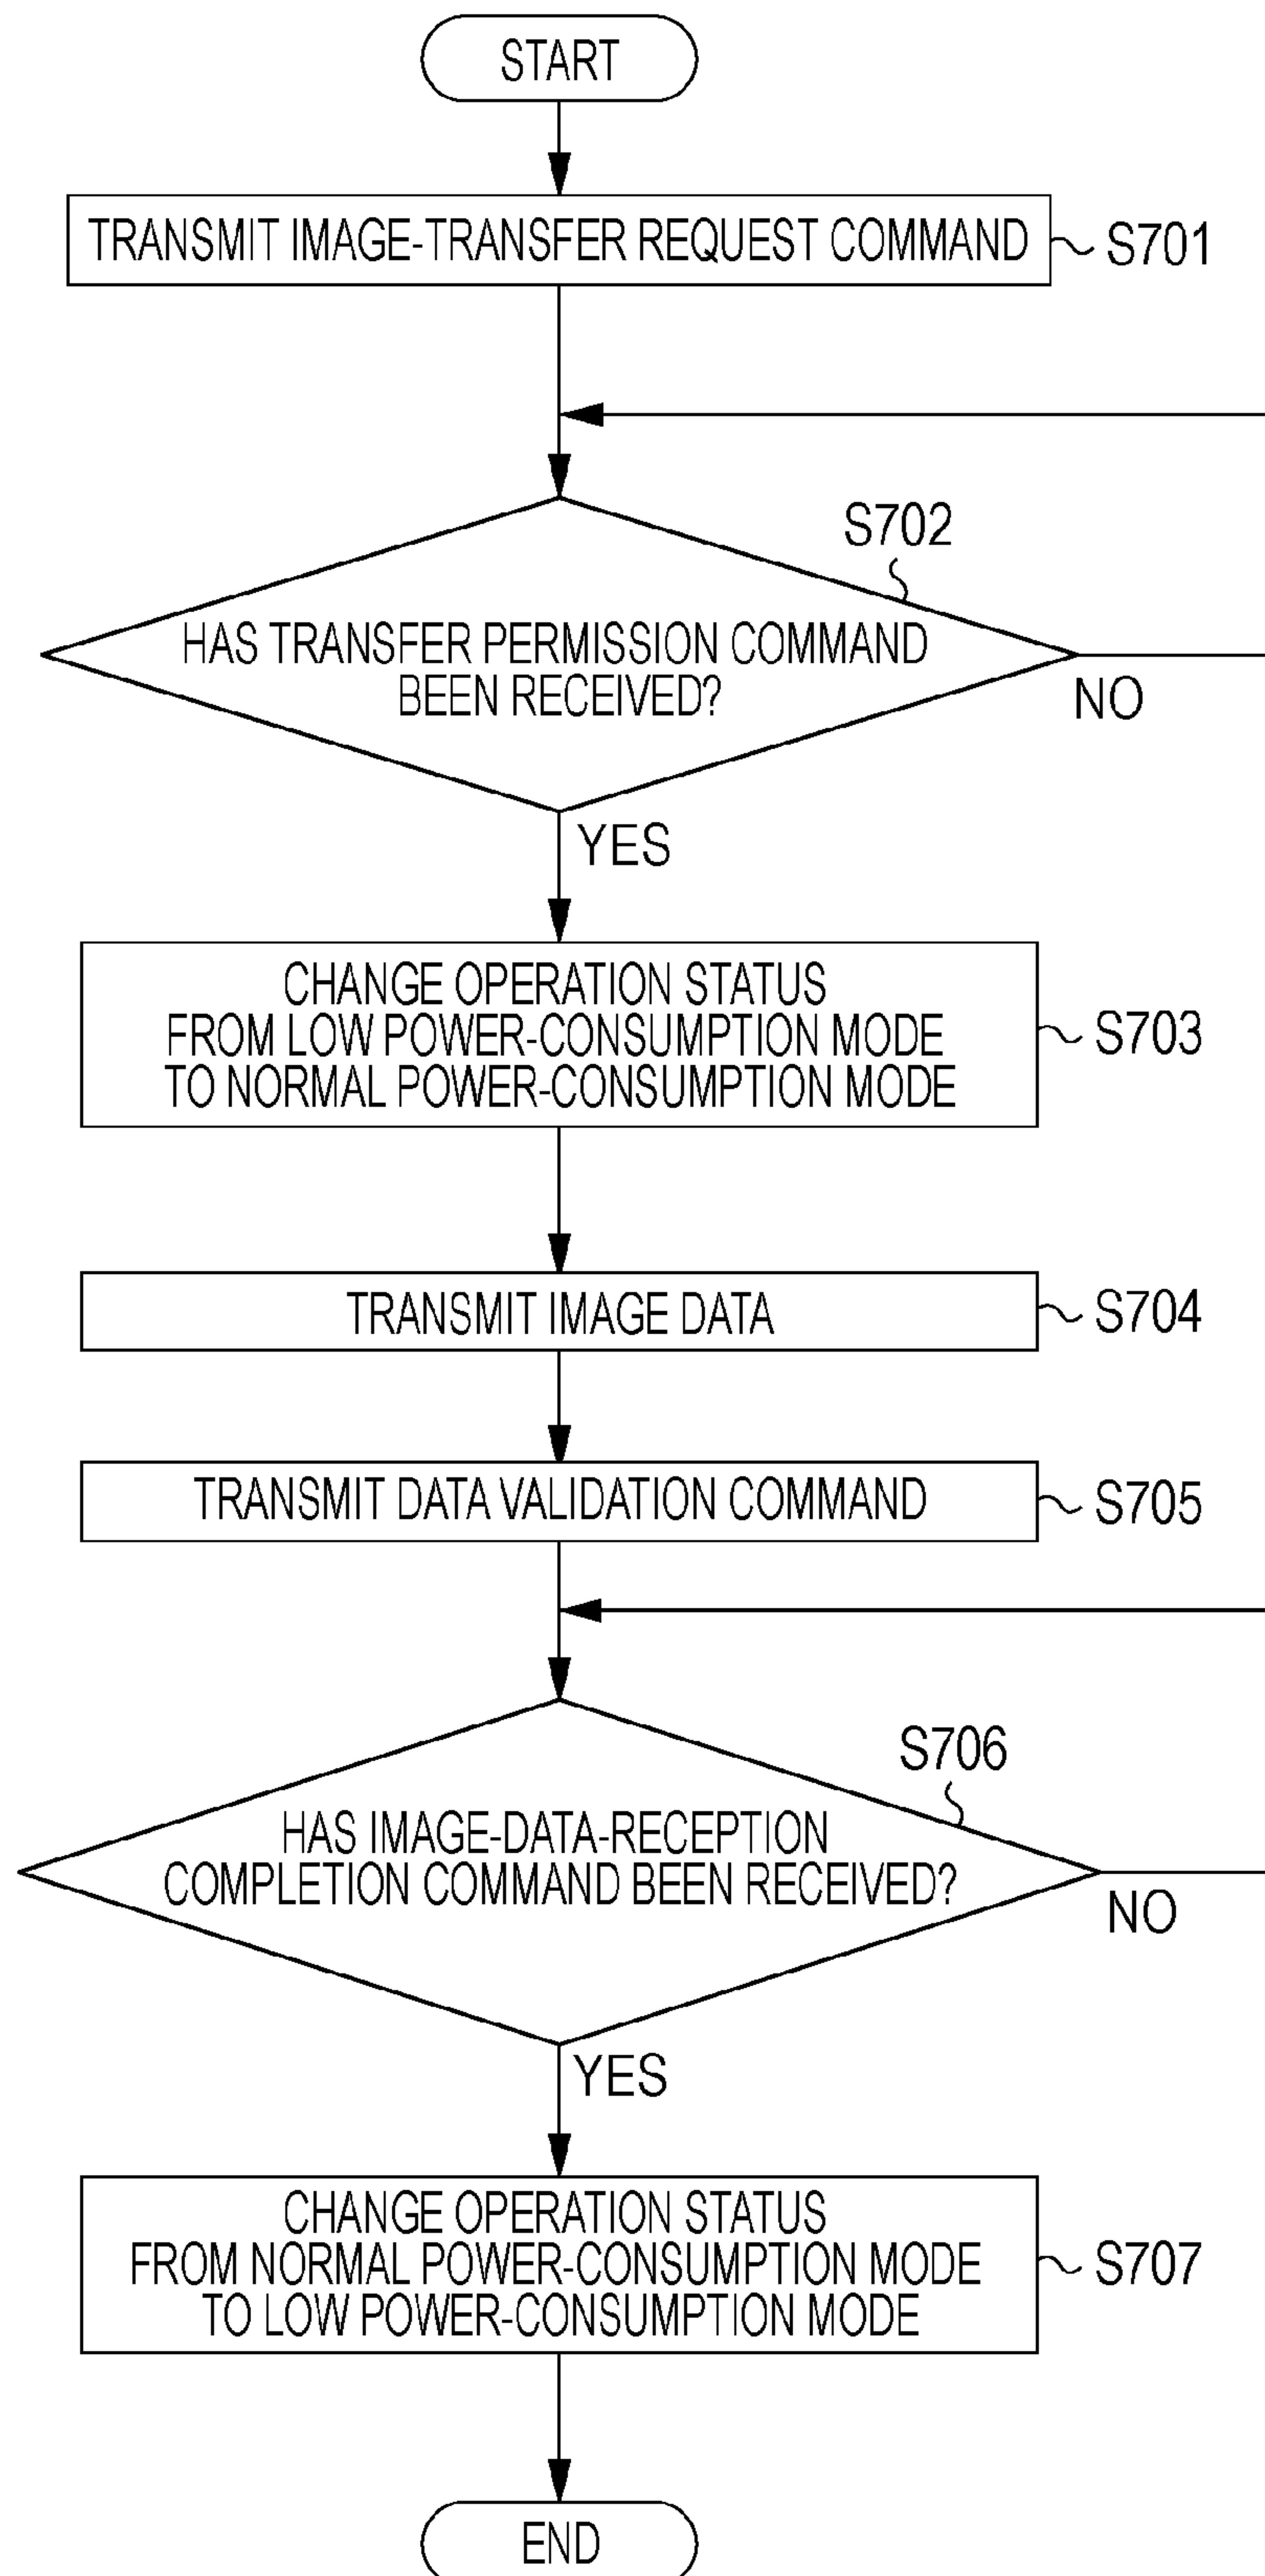 START
TRANSMIT IMAGE-TRANSFER REQUEST COMMAND
S701
S702
HAS TRANSFER PERMISSION COMMAND
BEEN RECEIVED?
NO
YES
CHANGE OPERATION STATUS
FROM LOW POWER-CONSUMPTION MODE
TO NORMAL POWER-CONSUMPTION MODE
S703
TRANSMIT IMAGE DATA
S704
TRANSMIT DATA VALIDATION COMMAND
S705
S706
HAS IMAGE-DATA-RECEPTION
COMPLETION COMMAND BEEN RECEIVED?
NO
YES
CHANGE OPERATION STATUS
FROM NORMAL POWER-CONSUMPTION MODE
TO LOW POWER-CONSUMPTION MODE
S707
END